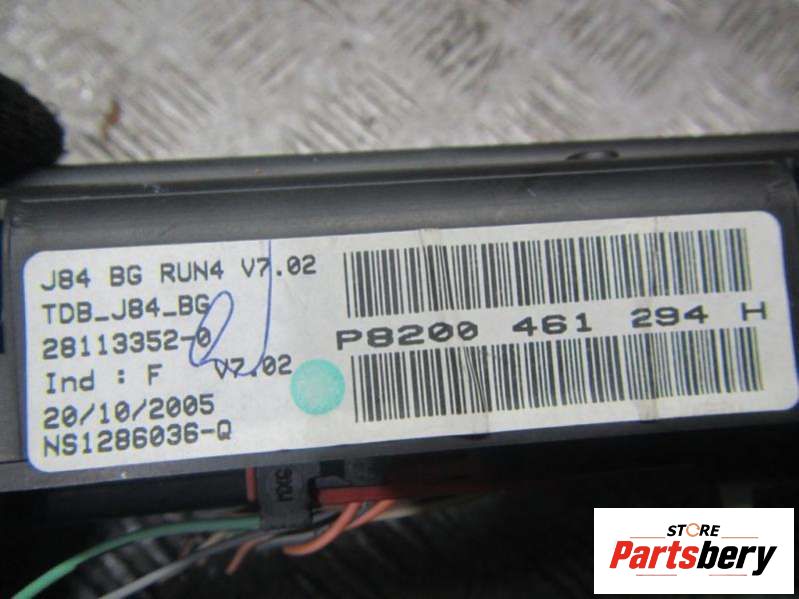 J84 BG RUN4 V7.02
TDB_J84_BG
28113352-0
Ind : F V7.02
20/10/2005
NS1286036-Q
P8200 461 294 H
STORE
Partsbery